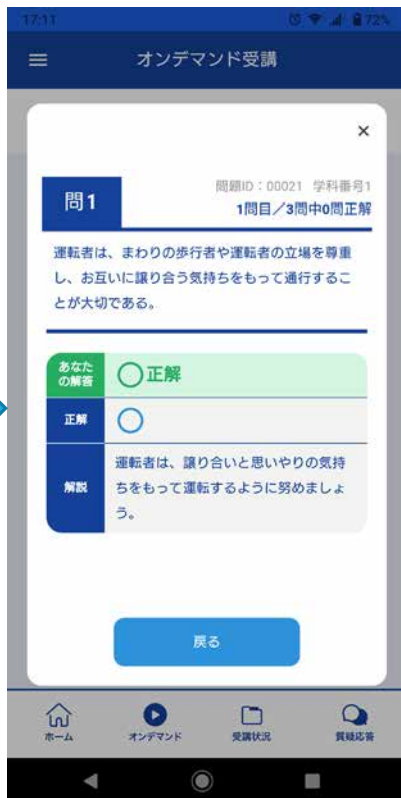 17:11 72%
オンデマンド受講
×
問題ID：00021 学科番号1
問1
1問目／3問中0問正解
運転者は、まわりの歩行者や運転者の立場を尊重
し、お互いに譲り合う気持ちをもって通行するこ
とが大切である。
あなた
の解答
◯正解
正解
◯
解説
運転者は、譲り合いと思いやりの気持
ちをもって運転するように努めましょ
う。
戻る
ホーム オンデマンド 受講状況 質疑応答